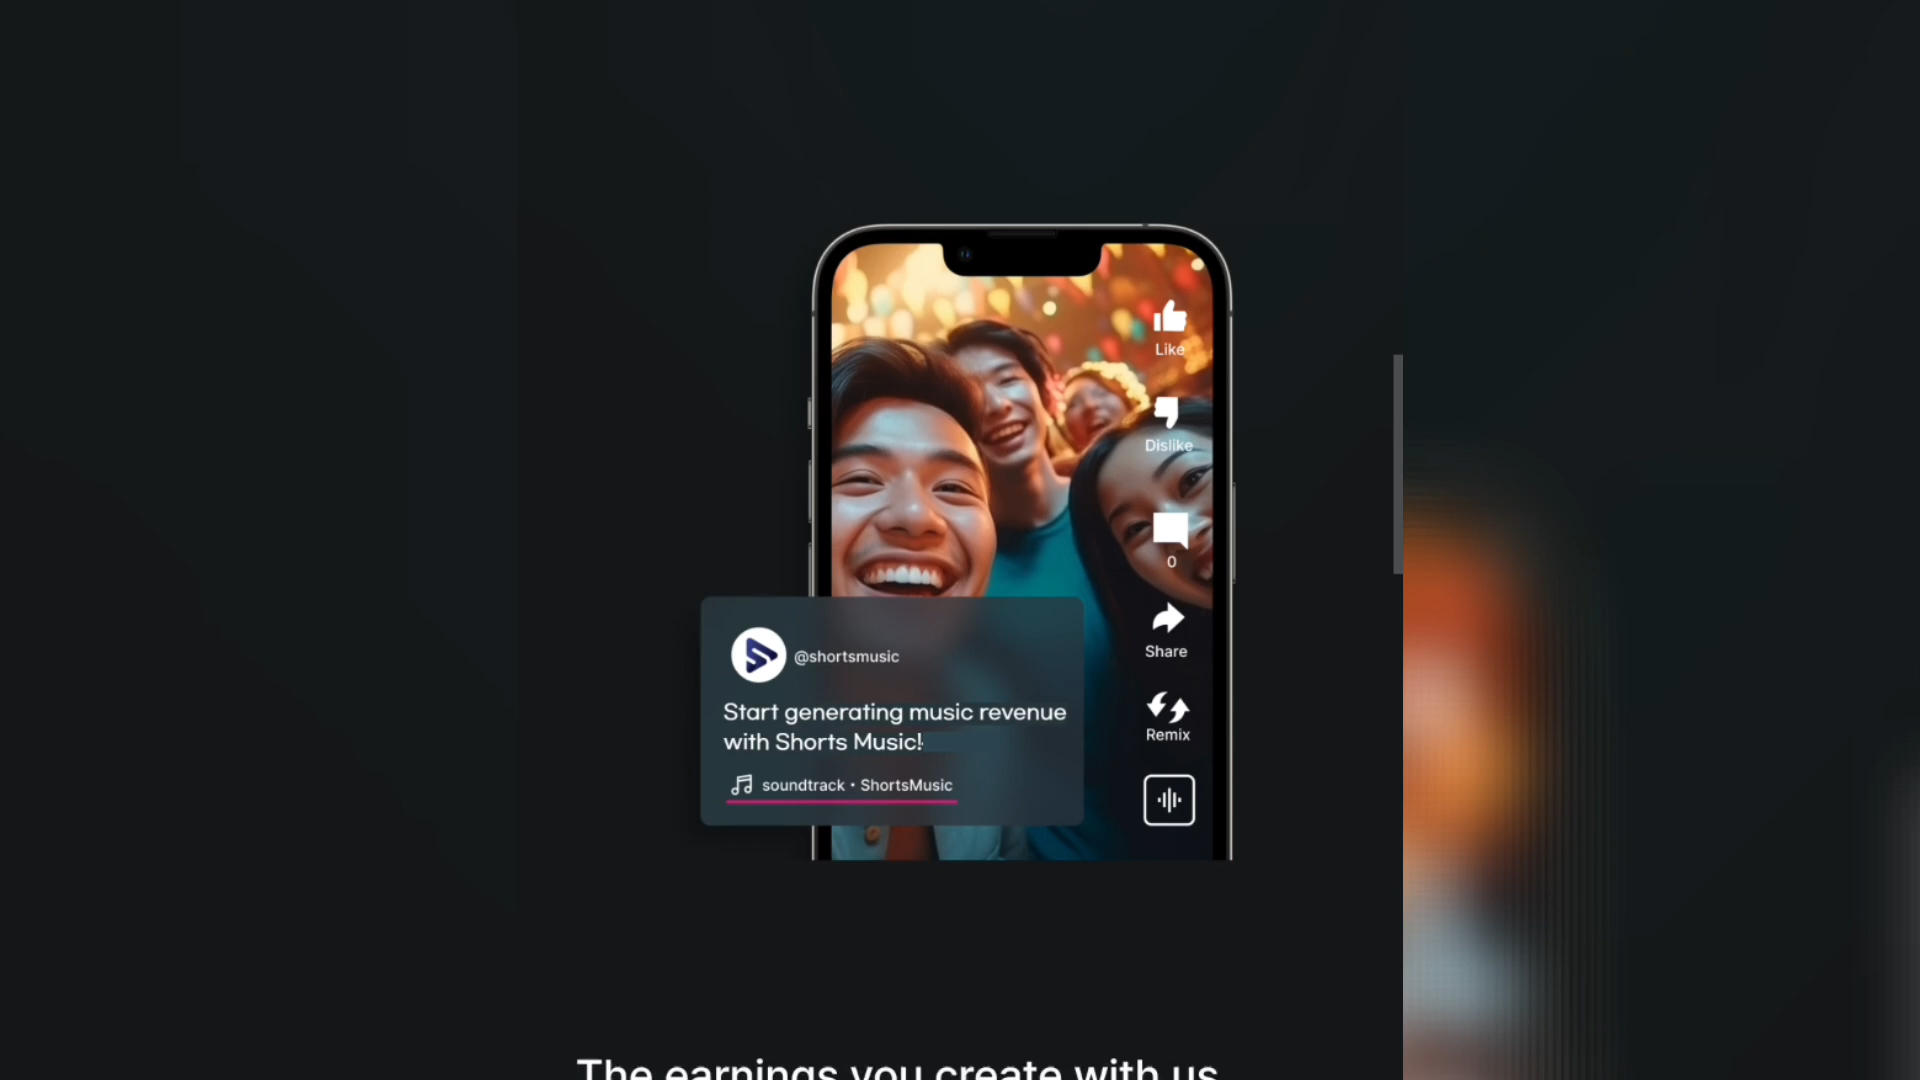 Like
Dislike
0
Share
Remix
@shortsmusic
Start generating music revenue
with Shorts Music!
soundtrack • ShortsMusic
The earnings you create with us